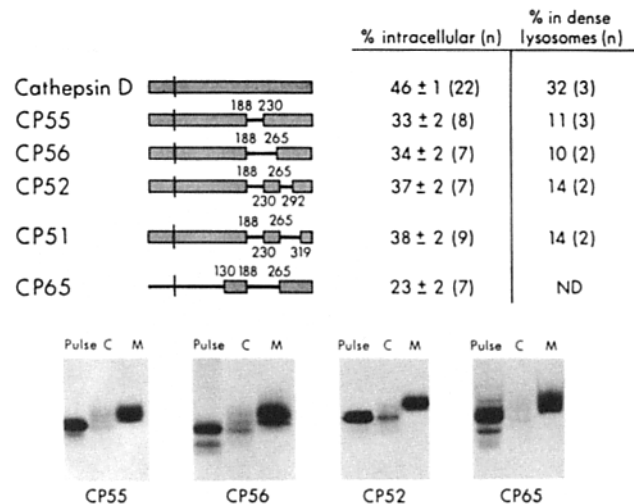 % intracellular (n)
% in dense
lysosomes (n)
Cathepsin D 46 ± 1 (22) 32 (3)
188 230
CP55 33 ± 2 (8) 11 (3)
188 265
CP56 34 ± 2 (7) 10 (2)
188 265
CP52 37 ± 2 (7) 14 (2)
230 292
188 265
CP51 38 ± 2 (9) 14 (2)
230 319
130 188 265
CP65 23 ± 2 (7) ND
Pulse C M Pulse C M Pulse C M Pulse C M
CP55 CP56 CP52 CP65